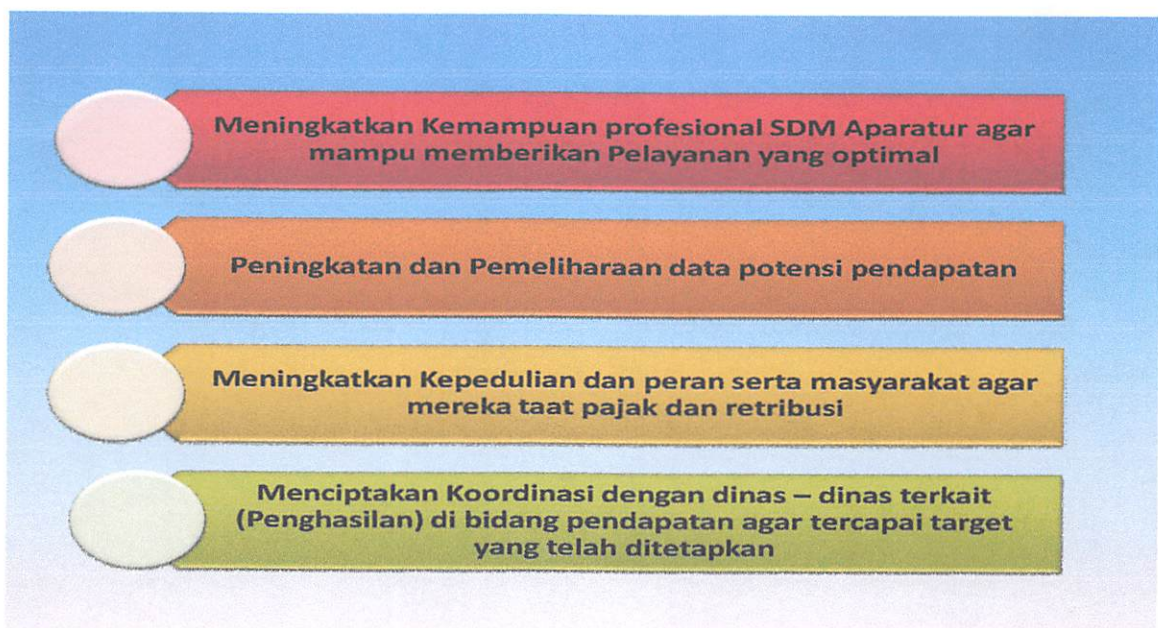 Meningkatkan Kemampuan profesional SDM Aparatur agar
mampu memberikan Pelayanan yang optimal
Peningkatan dan Pemeliharaan data potensi pendapatan
Meningkatkan Kepedulian dan peran serta masyarakat agar
mereka taat pajak dan retribusi
Menciptakan Koordinasi dengan dinas – dinas terkait
(Penghasilan) di bidang pendapatan agar tercapai target
yang telah ditetapkan